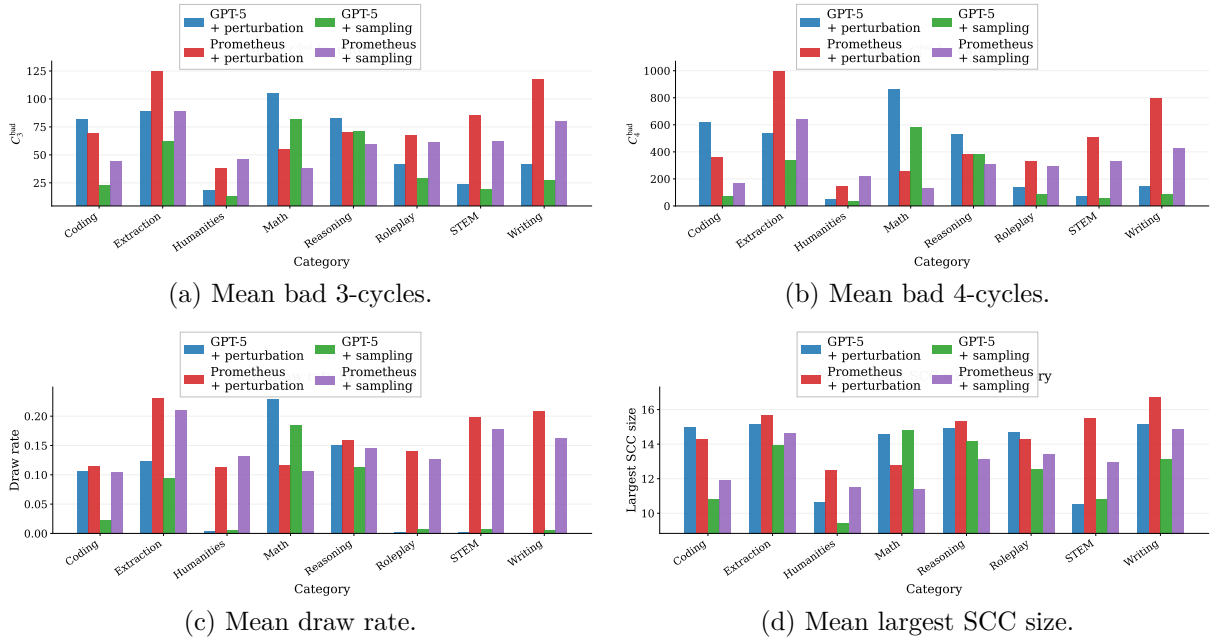 GPT-5
+ perturbation
Prometheus
+ perturbation
GPT-5
+ sampling
Prometheus
+ sampling
125
100
75
50
25
C_3^bad
Coding
Extraction
Humanities
Math
Reasoning
Roleplay
STEM
Writing
Category
(a) Mean bad 3-cycles.
GPT-5
+ perturbation
Prometheus
+ perturbation
GPT-5
+ sampling
Prometheus
+ sampling
1000
800
600
400
200
0
C_4^bad
Coding
Extraction
Humanities
Math
Reasoning
Roleplay
STEM
Writing
Category
(b) Mean bad 4-cycles.
GPT-5
+ perturbation
Prometheus
+ perturbation
GPT-5
+ sampling
Prometheus
+ sampling
0.20
0.15
0.10
0.05
0.00
Draw rate
Coding
Extraction
Humanities
Math
Reasoning
Roleplay
STEM
Writing
Category
(c) Mean draw rate.
GPT-5
+ perturbation
Prometheus
+ perturbation
GPT-5
+ sampling
Prometheus
+ sampling
16
14
12
10
Largest SCC size
Coding
Extraction
Humanities
Math
Reasoning
Roleplay
STEM
Writing
Category
(d) Mean largest SCC size.